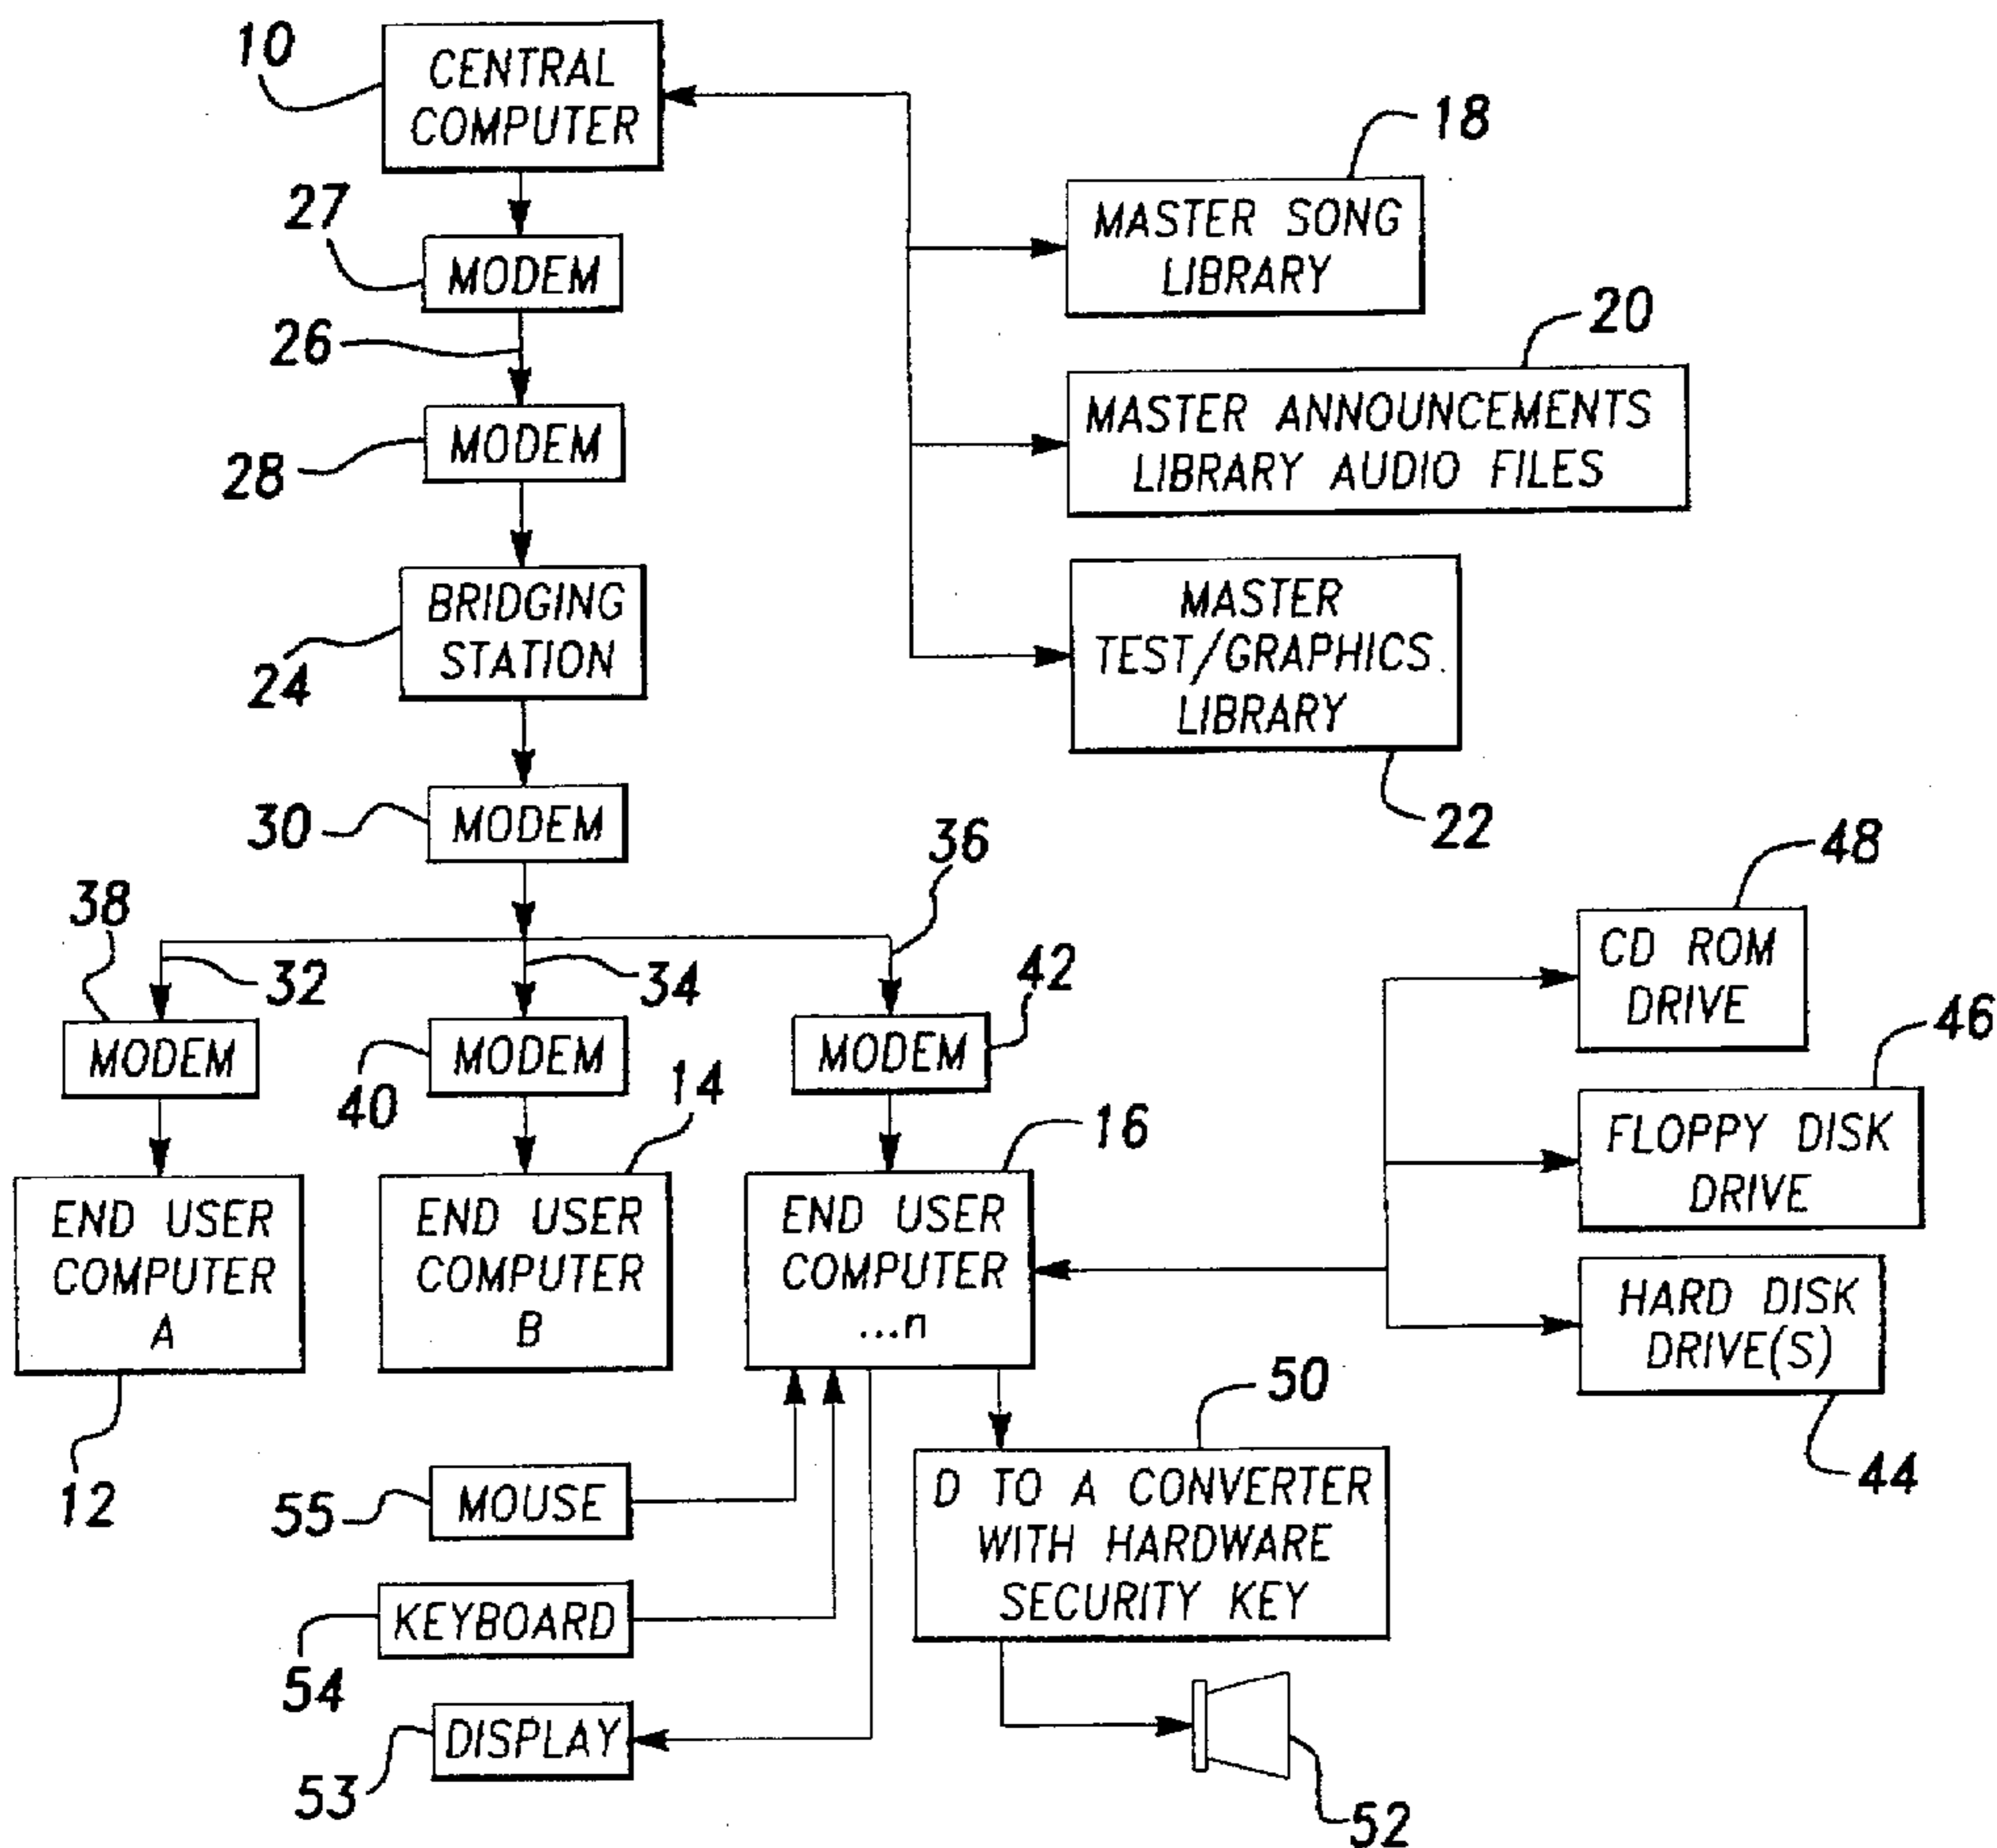 10
CENTRAL
COMPUTER
18
27
MODEM
MASTER SONG
LIBRARY
26
20
28
MODEM
MASTER ANNOUNCEMENTS
LIBRARY AUDIO FILES
24
BRIDGING
STATION
MASTER
TEST/GRAPHICS
LIBRARY
22
30
MODEM
36
48
38
32
34
42
CD ROM
DRIVE
46
MODEM
40
MODEM
14
MODEM
16
FLOPPY DISK
DRIVE
END USER
COMPUTER
A
END USER
COMPUTER
B
END USER
COMPUTER
...n
HARD DISK
DRIVE(S)
44
12
50
55
MOUSE
D TO A CONVERTER
WITH HARDWARE
SECURITY KEY
54
KEYBOARD
53
DISPLAY
52